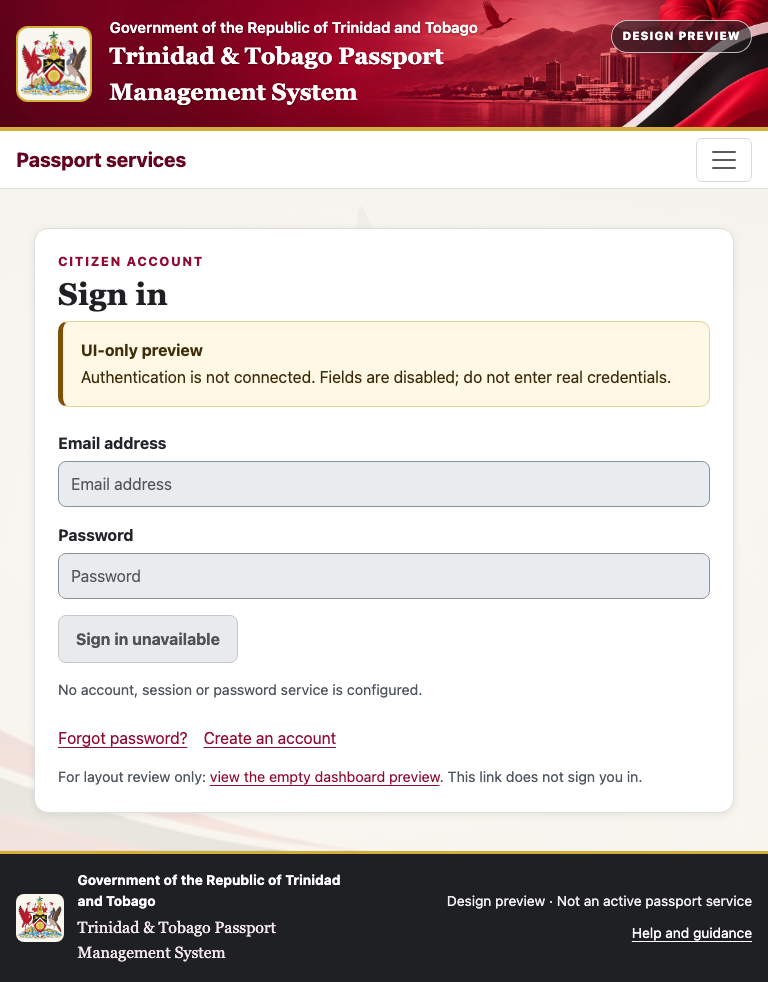 Government of the Republic of Trinidad and Tobago
Trinidad & Tobago Passport
Management System
DESIGN PREVIEW
Passport services
CITIZEN ACCOUNT
Sign in
UI-only preview
Authentication is not connected. Fields are disabled; do not enter real credentials.
Email address
Email address
Password
Password
Sign in unavailable
No account, session or password service is configured.
Forgot password? Create an account
For layout review only: view the empty dashboard preview. This link does not sign you in.
Government of the Republic of Trinidad
and Tobago
Trinidad & Tobago Passport
Management System
Design preview · Not an active passport service
Help and guidance